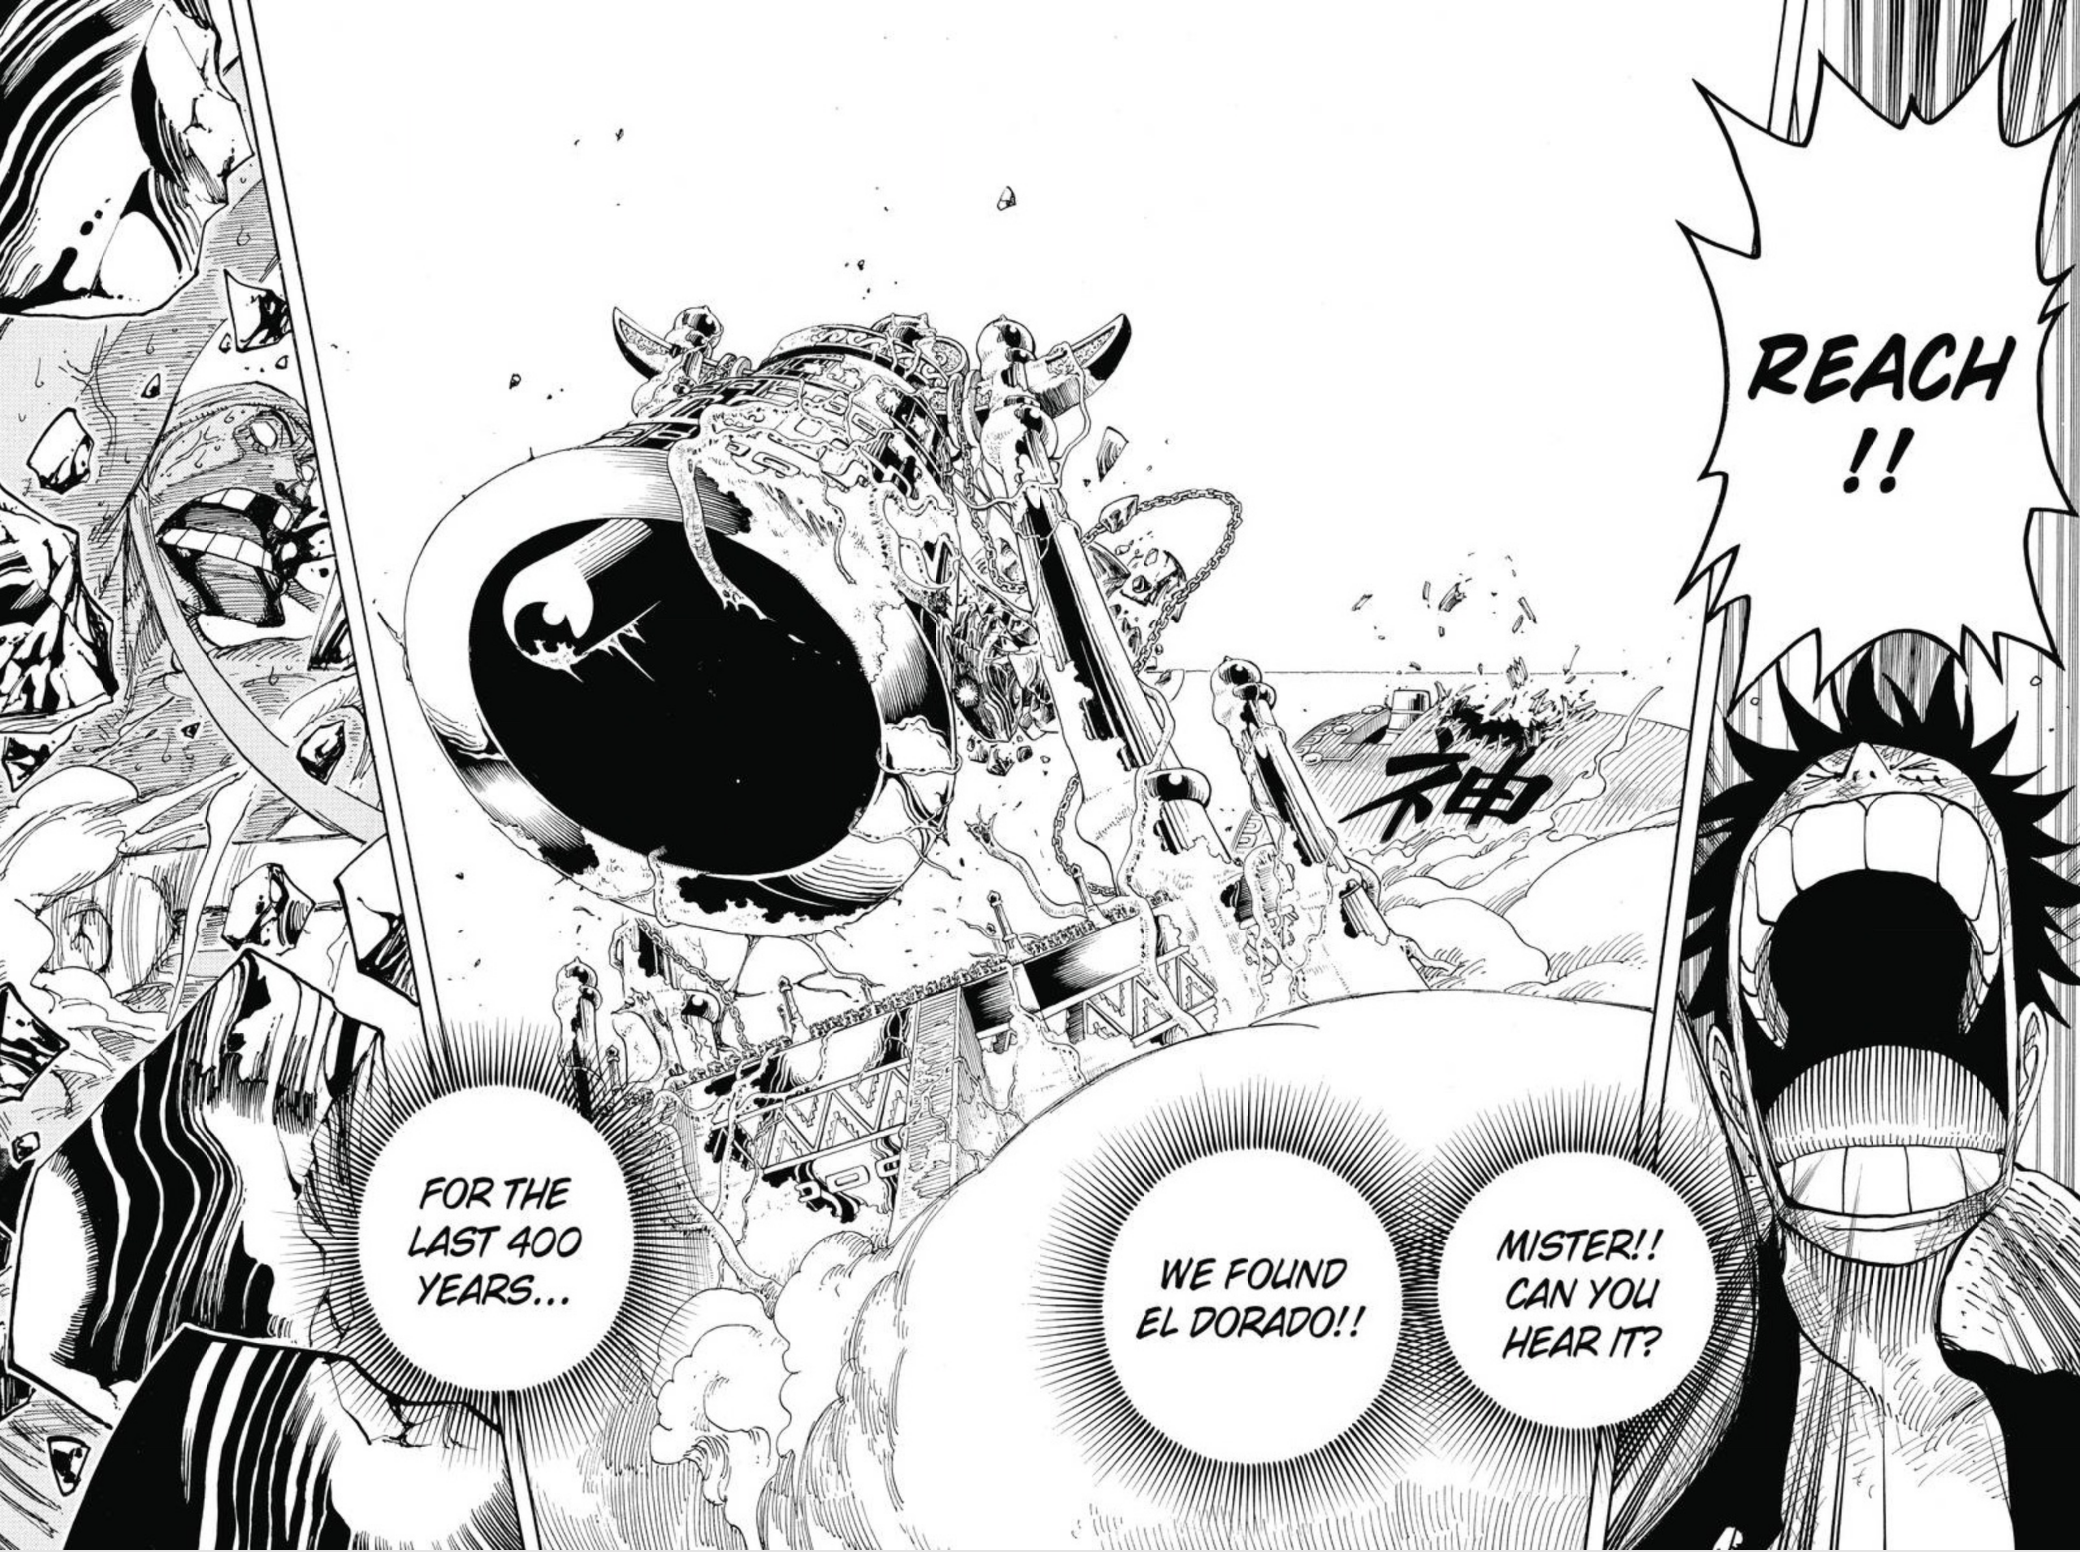 REACH
!!
MISTER!!
CAN YOU
HEAR IT?
WE FOUND
EL DORADO!!
神
FOR THE
LAST 400
YEARS...